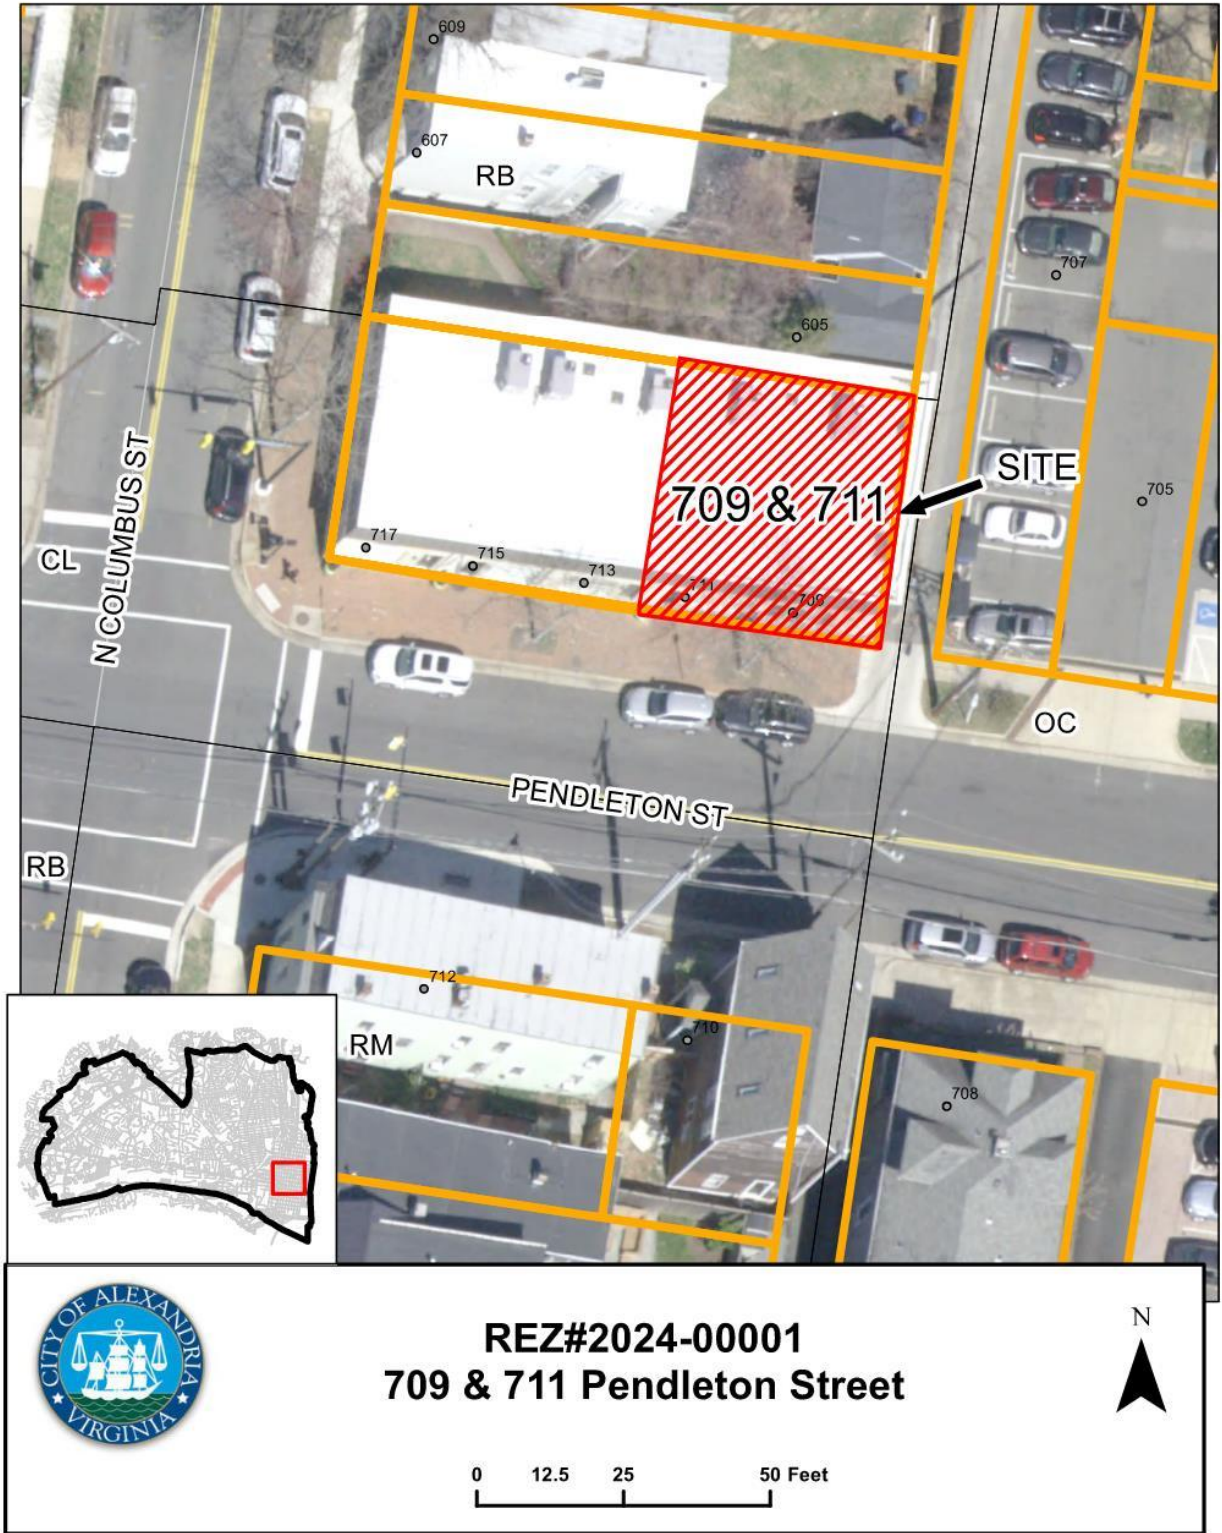 609
607
RB
707
605
SITE
709 & 711
705
N COLUMBUS ST
CL
717
715
713
711
709
OC
PENDLETON ST
RB
712
RM
710
708
CITY OF ALEXANDRIA
VIRGINIA
REZ#2024-00001
709 & 711 Pendleton Street
N
0 12.5 25 50 Feet